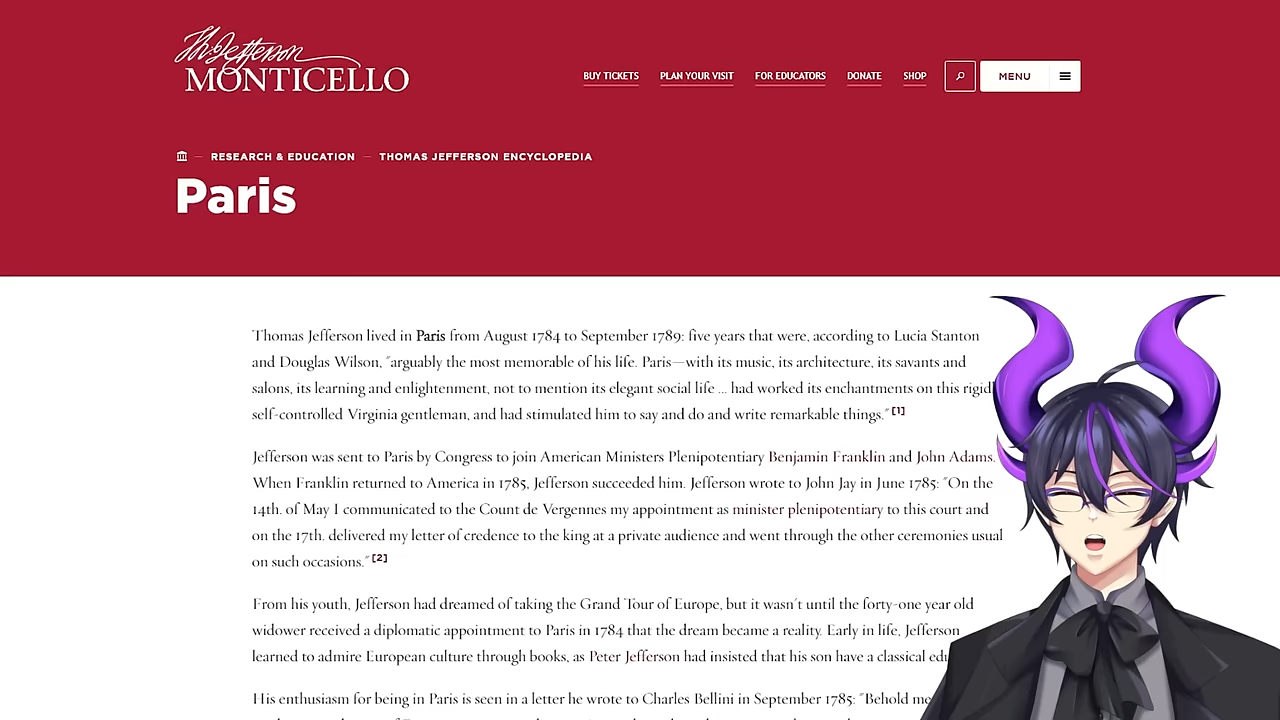 Th. Jefferson
MONTICELLO
BUY TICKETS
PLAN YOUR VISIT
FOR EDUCATORS
DONATE
SHOP
MENU
RESEARCH & EDUCATION — THOMAS JEFFERSON ENCYCLOPEDIA
Paris
Thomas Jefferson lived in Paris from August 1784 to September 1789: five years that were, according to Lucia Stanton
and Douglas Wilson, "arguably the most memorable of his life. Paris—with its music, its architecture, its savants and
salons, its learning and enlightenment, not to mention its elegant social life ... had worked its enchantments on this
self-controlled Virginia gentleman, and had stimulated him to say and do and write remarkable things." [1]
Jefferson was sent to Paris by Congress to join American Ministers Plenipotentiary Benjamin Franklin and John Adams.
When Franklin returned to America in 1785, Jefferson succeeded him. Jefferson wrote to John Jay in June 1785: "On the
14th. of May I communicated to the Count de Vergennes my appointment as minister plenipotentiary to this court and
on the 17th. delivered my letter of credence to the king at a private audience and went through the other ceremonies usual
on such occasions." [2]
From his youth, Jefferson had dreamed of taking the Grand Tour of Europe, but it wasn't until the forty-one year old
widower received a diplomatic appointment to Paris in 1784 that the dream became a reality. Early in life, Jefferson
learned to admire European culture through books, as Peter Jefferson had insisted that his son have a classical
His enthusiasm for being in Paris is seen in a letter he wrote to Charles Bellini in September 1785: "Behold me